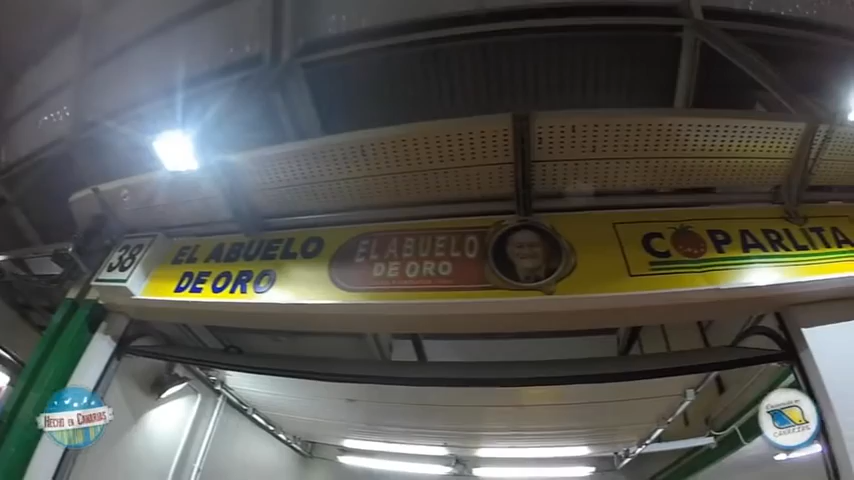 38
EL ABUELO
DE ORO
EL ABUELO
DE ORO
COPARLITA
HECHO EN CANARIAS